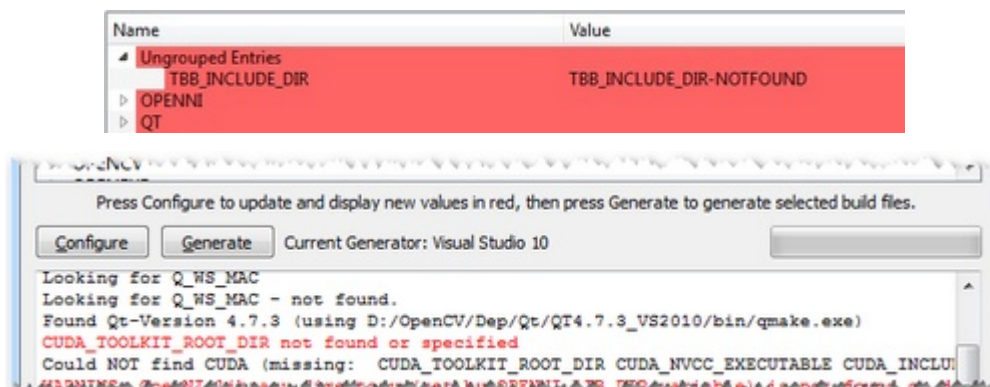 Name Value
Ungrouped Entries
TBB_INCLUDE_DIR TBB_INCLUDE_DIR-NOTFOUND
OPENNI
QT
Press Configure to update and display new values in red, then press Generate to generate selected build files.
Configure Generate Current Generator: Visual Studio 10
Looking for Q_WS_MAC
Looking for Q_WS_MAC - not found.
Found Qt-Version 4.7.3 (using D:/OpenCV/Dep/Qt/QT4.7.3_VS2010/bin/qmake.exe)
CUDA_TOOLKIT_ROOT_DIR not found or specified
Could NOT find CUDA (missing: CUDA_TOOLKIT_ROOT_DIR CUDA_NVCC_EXECUTABLE CUDA_INCLU